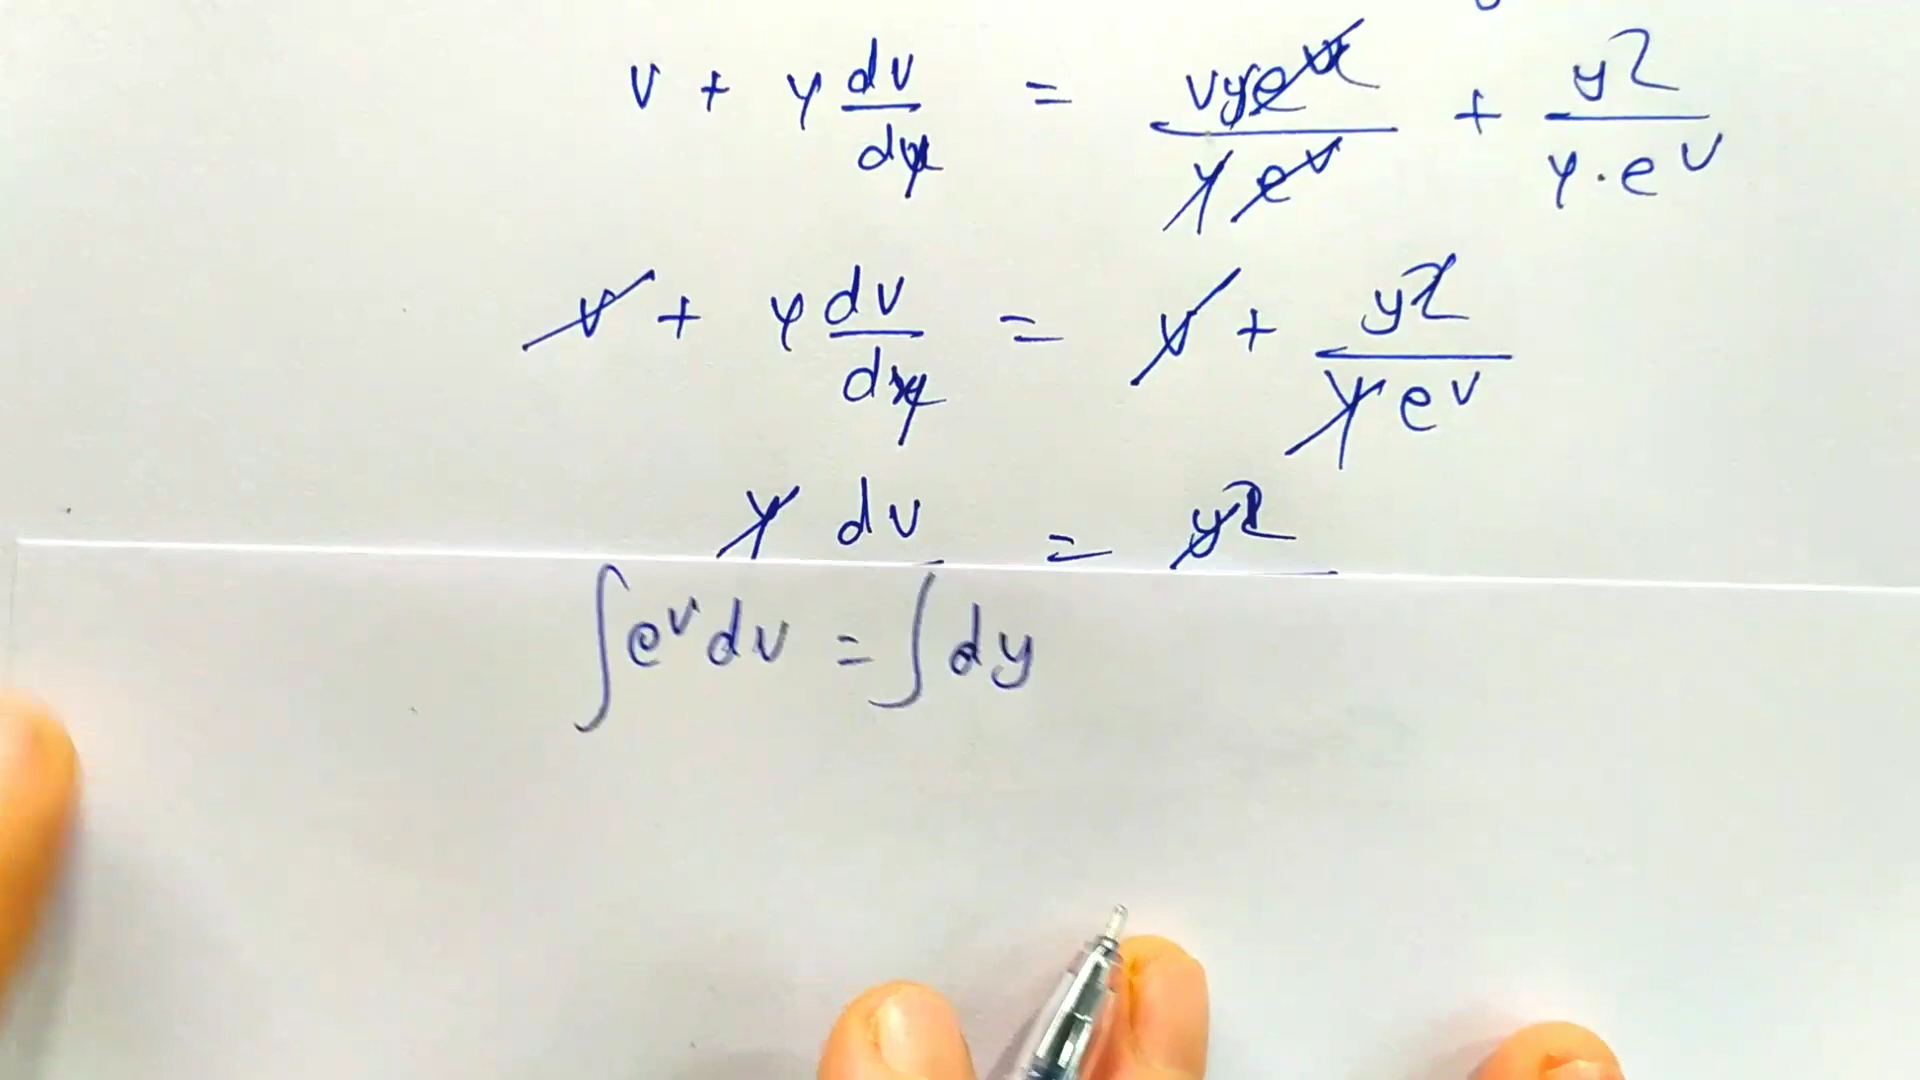 v + y dv/dy = vye^v/ye^v + y2/y·e^v
v + y dv/dy = v + y2/ye^v
y dv = y2
∫e^v dv = ∫dy